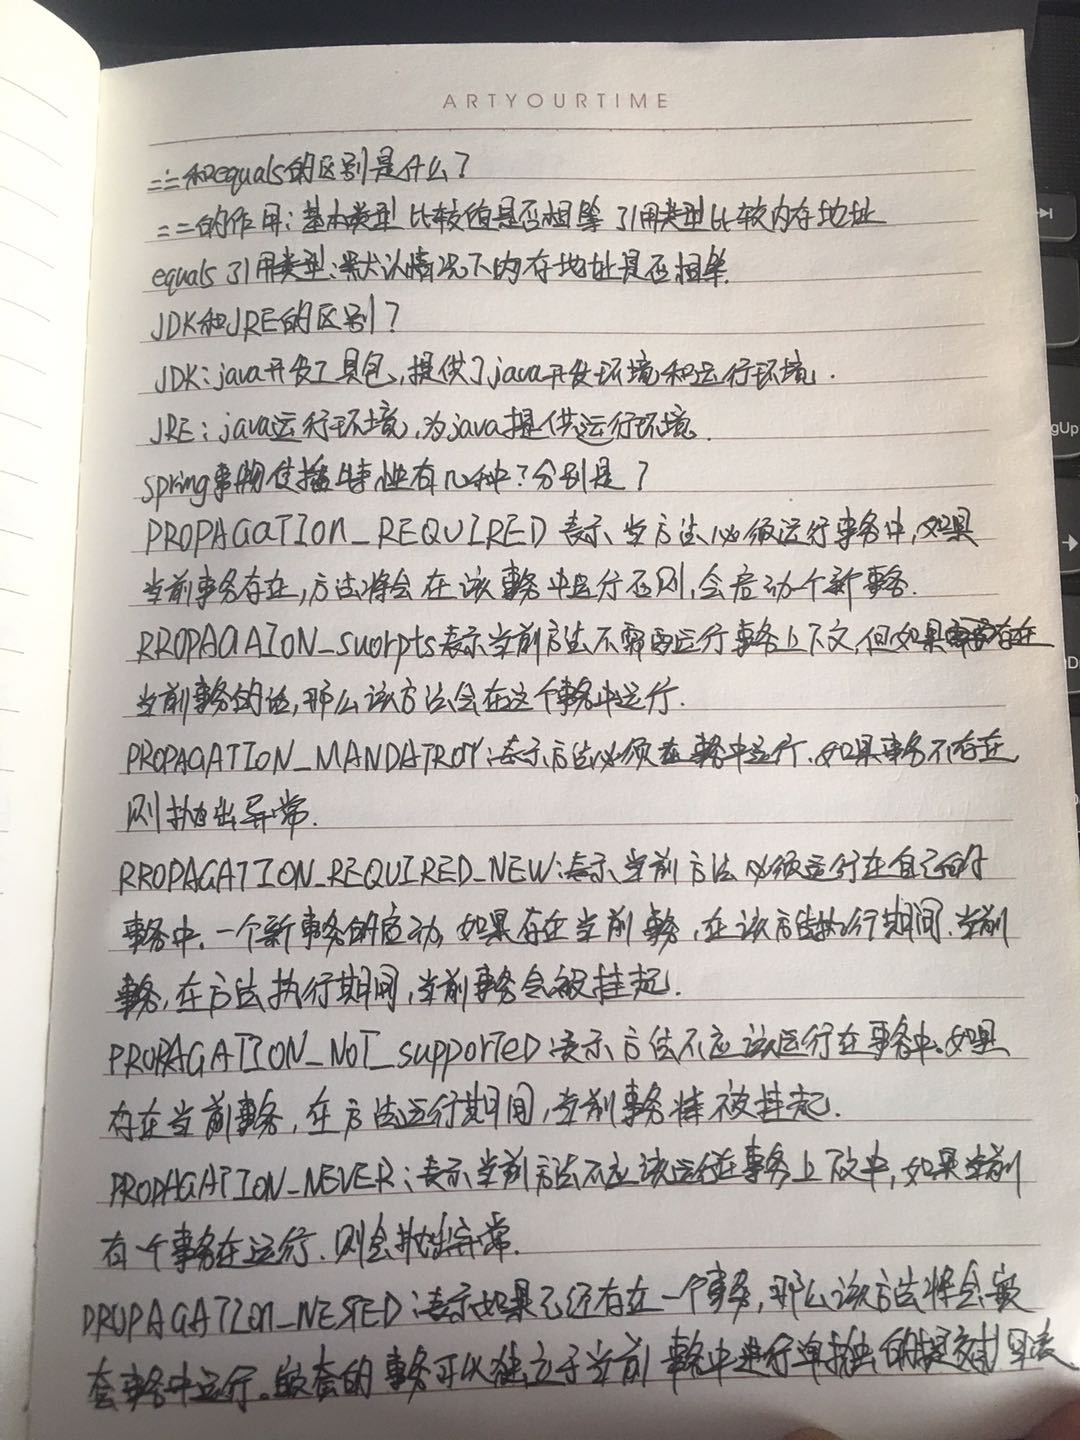 ARTYOURTIME
==和equals的区别是什么?
==的作用:基本类型 比较值是否相等 引用类型比较内存地址
equals 引用类型:默认情况下内存地址是否相等.
JDK和JRE的区别?
JDK:java开发工具包,提供了java开发环境和运行环境.
JRE:java运行环境,为java提供运行环境.
spring事物传播特性有几种?分别是?
PROPAGATION_REQUIRED 表示当方法必须运行事务中,如果
当前事务存在,方法将会在该事务中运行否则,会启动个新事务.
RROPAGAION_suorpts表示当前方法不需要运行事务上下文,但如果存在
当前事务的话,那么该方法会在这个事务中运行.
PROPAGATION_MANDATROY:表示方法必须在事务中运行.如果事务不存在,
则抛出异常.
RROPAGATION_REQUIRED_NEW:表示当前方法必须运行在自己的
事务中.一个新事务的启动,如果存在当前事务,在该方法执行期间.当前
事务,在方法执行期间,当前事务会被挂起.
PROPAGATION_NOT_supporTeD:表示方法不应该运行在事务中.如果
存在当前事务,在方法运行期间,当前事务将被挂起.
PROPAGATION_NEVER:表示当前方法不应该运行在事务上下文中,如果当前
有一个事务在运行.则会抛出异常.
PROPAGATION_NESTED:表示如果已经存在一个事务,那么该方法将会嵌
套事务中运行。嵌套的事务可以独立于当前事务中进行单独的提交或回滚